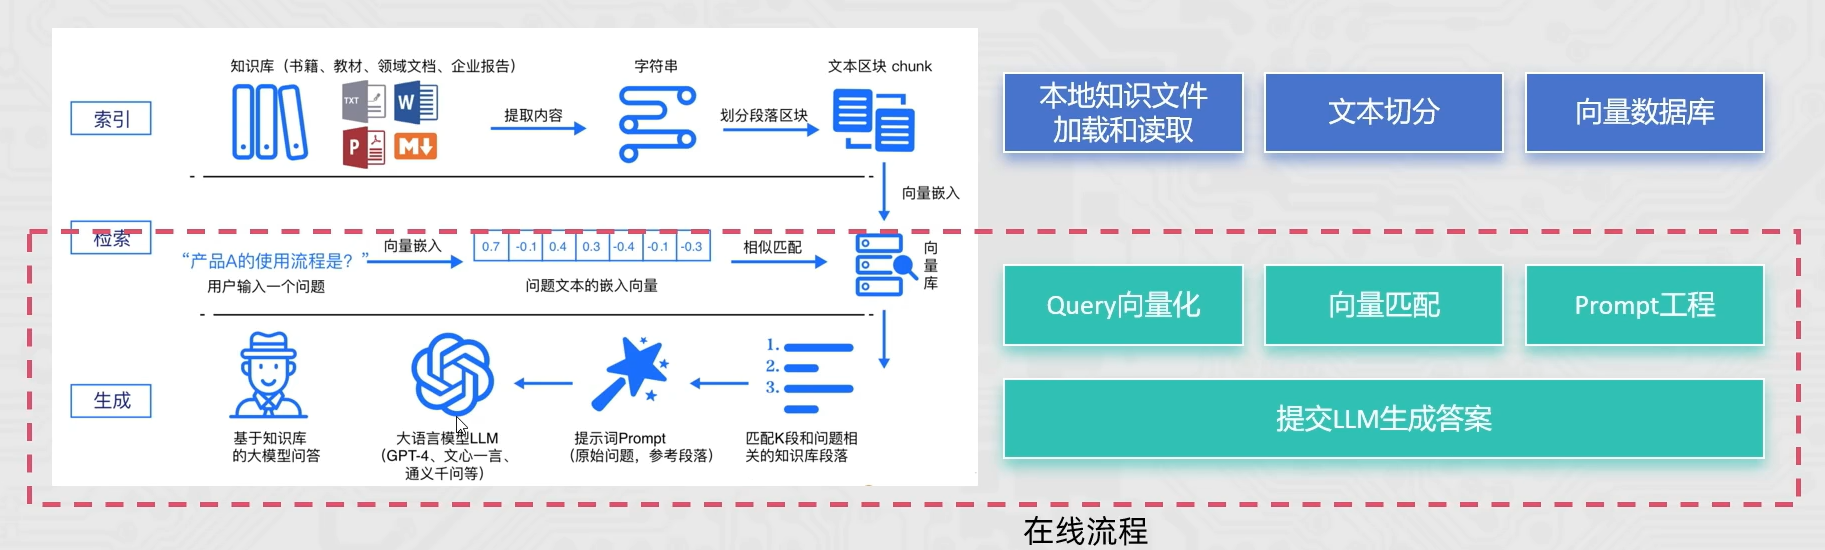 知识库（书籍、教材、领域文档、企业报告）
字符串
文本区块 chunk
索引
TXT
W
P
M
提取内容
划分段落区块
向量嵌入
检索
“产品A的使用流程是？”
用户输入一个问题
向量嵌入
0.7 -0.1 0.4 0.3 -0.4 -0.1 -0.3
问题文本的嵌入向量
相似匹配
向
量
库
生成
1.
2.
3.
基于知识库
的大模型问答
大语言模型LLM
（GPT-4、文心一言、
通义千问等）
提示词Prompt
（原始问题，参考段落）
匹配K段和问题相
关的知识库段落
本地知识文件
加载和读取
文本切分
向量数据库
Query向量化
向量匹配
Prompt工程
提交LLM生成答案
在线流程